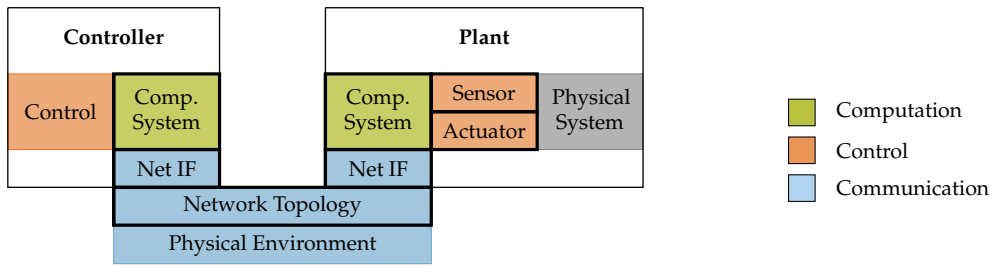 Controller
Plant
Control
Comp.
System
Net IF
Comp.
System
Sensor
Actuator
Physical
System
Net IF
Network Topology
Physical Environment
Computation
Control
Communication